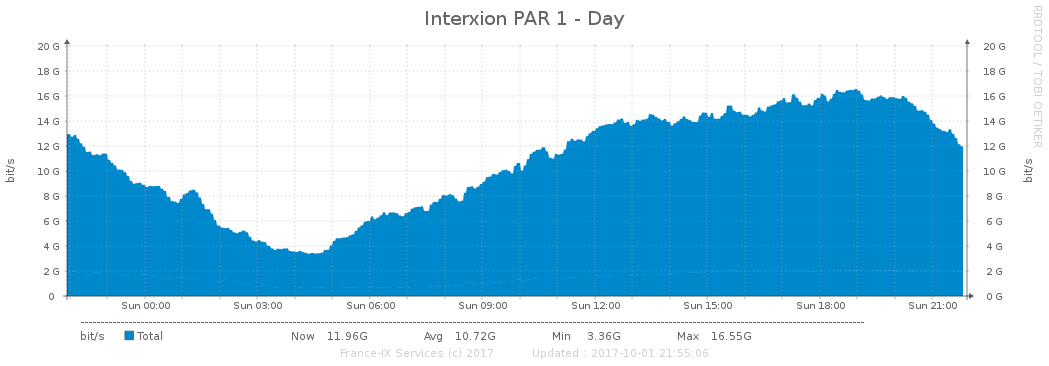 Interxion PAR 1 - Day
RRDTOOL / TOBI OETIKER
bit/s
20 G
18 G
16 G
14 G
12 G
10 G
8 G
6 G
4 G
2 G
0
20 G
18 G
16 G
14 G
12 G
10 G
8 G
6 G
4 G
2 G
0 G
bit/s
Sun 00:00 Sun 03:00 Sun 06:00 Sun 09:00 Sun 12:00 Sun 15:00 Sun 18:00 Sun 21:00
bit/s Total Now 11.96G Avg 10.72G Min 3.36G Max 16.55G
France-IX Services (c) 2017 Updated : 2017-10-01 21:55:06